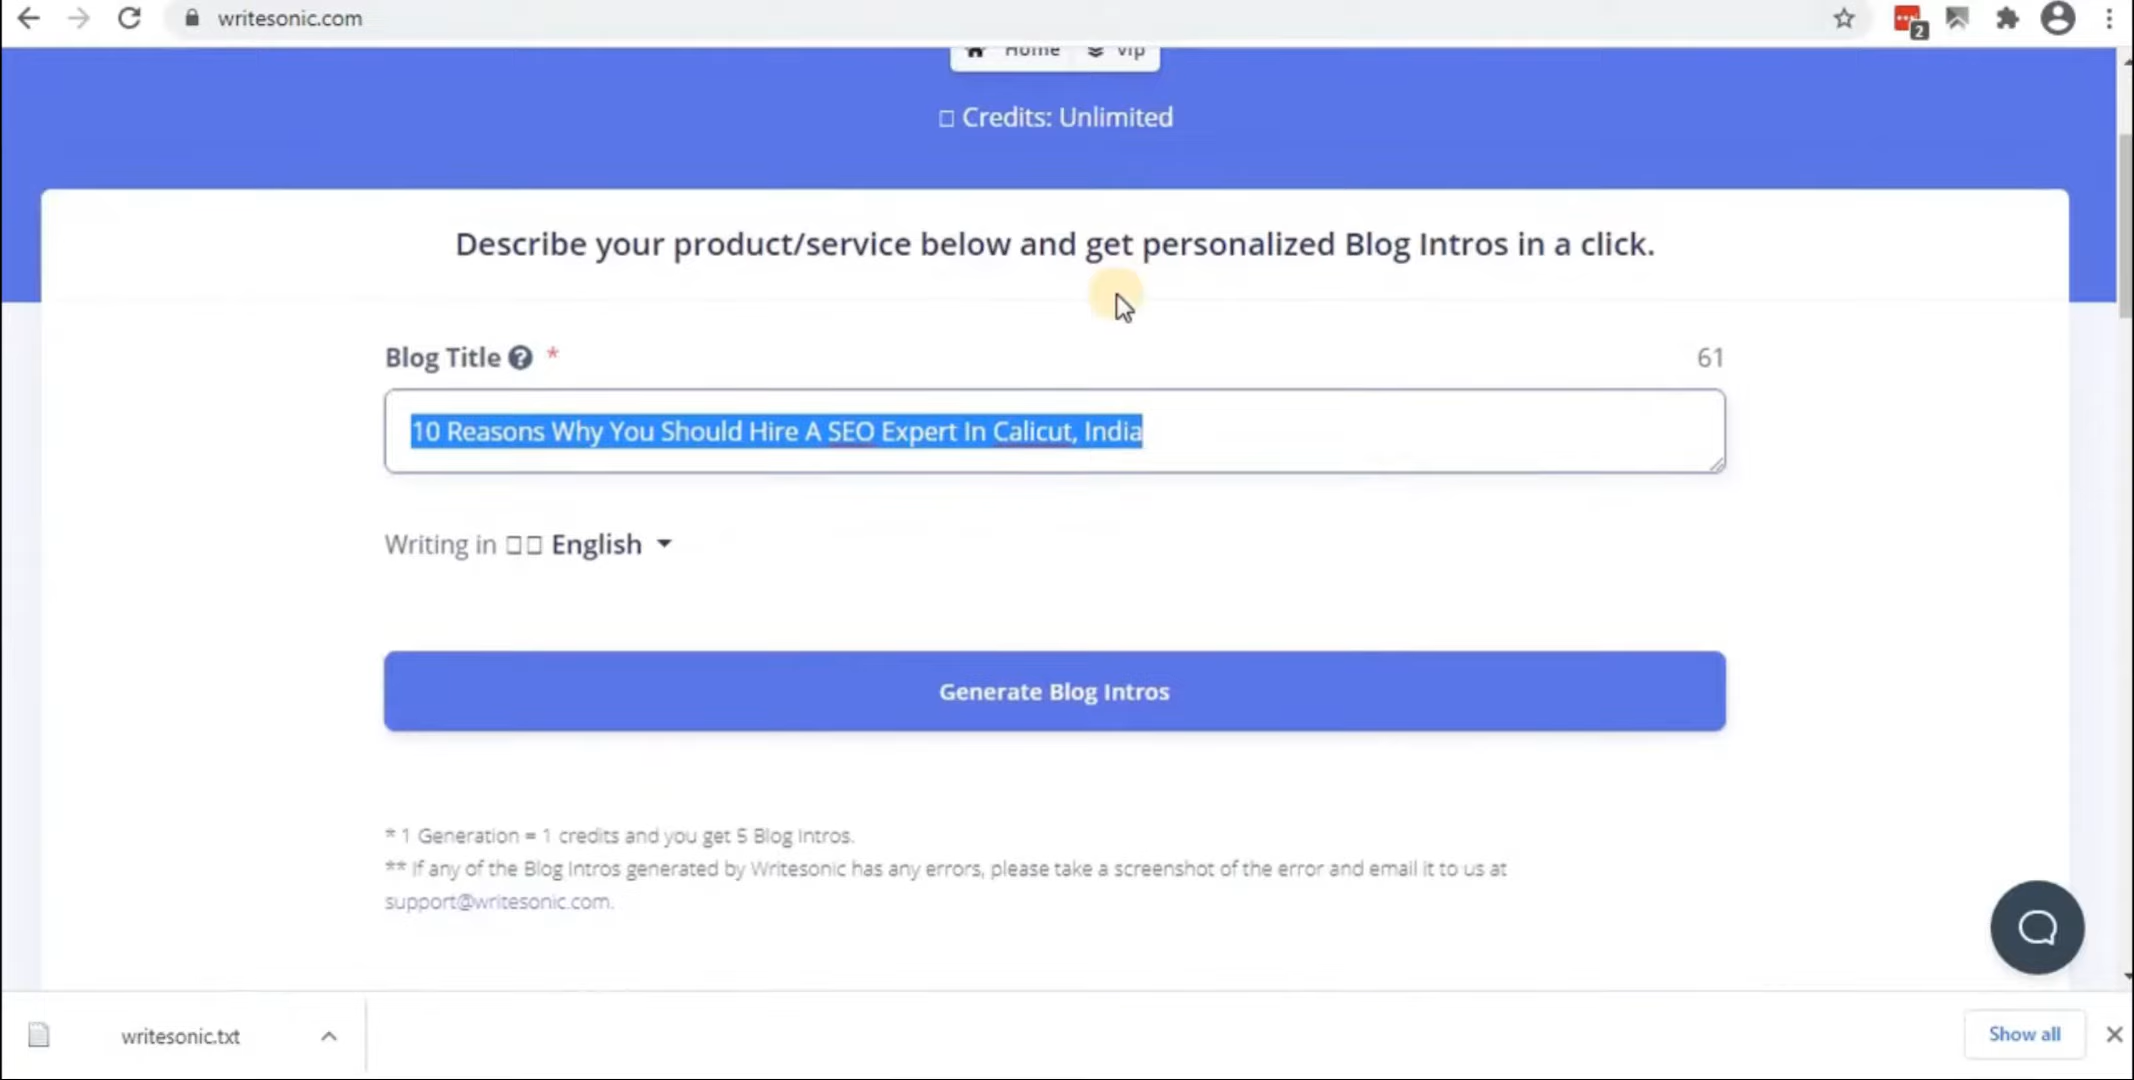 writesonic.com
2
Home Vip
Credits: Unlimited
Describe your product/service below and get personalized Blog Intros in a click.
Blog Title ? * 61
10 Reasons Why You Should Hire A SEO Expert In Calicut, India
Writing in English
Generate Blog Intros
* 1 Generation = 1 credits and you get 5 Blog Intros.
** If any of the Blog Intros generated by Writesonic has any errors, please take a screenshot of the error and email it to us at
support@writesonic.com.
writesonic.txt
Show all